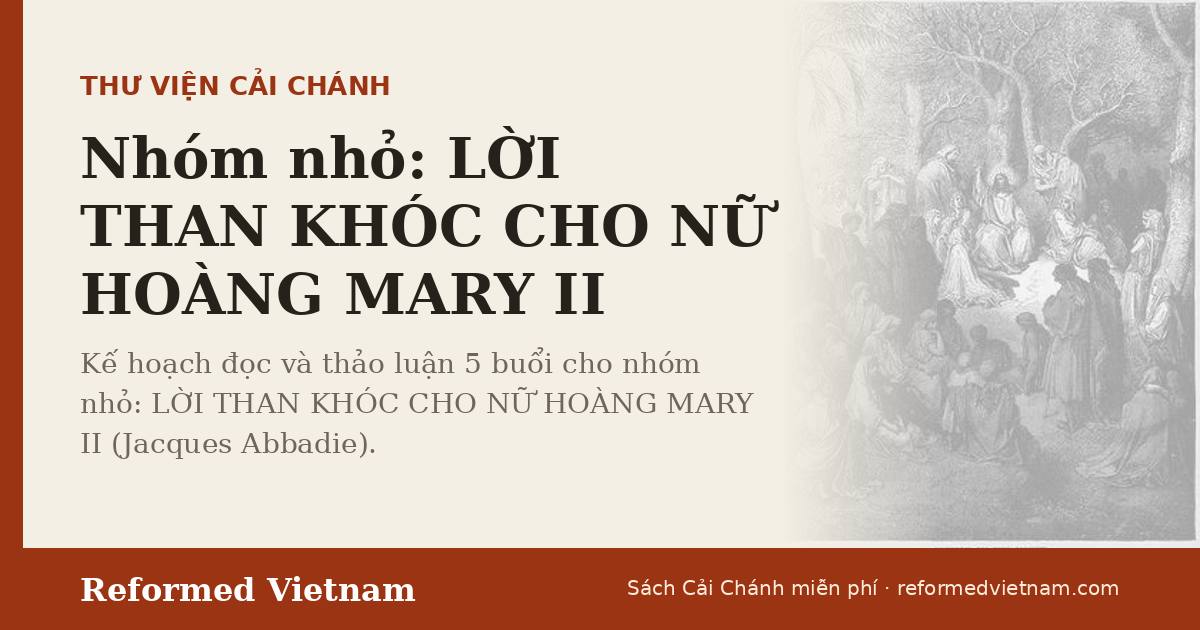 THƯ VIỆN CẢI CHÁNH
Nhóm nhỏ: LỜI
THAN KHÓC CHO NỮ
HOÀNG MARY II
Kế hoạch đọc và thảo luận 5 buổi cho nhóm
nhỏ: LỜI THAN KHÓC CHO NỮ HOÀNG MARY
II (Jacques Abbadie).
Reformed Vietnam
Sách Cải Chánh miễn phí · reformedvietnam.com